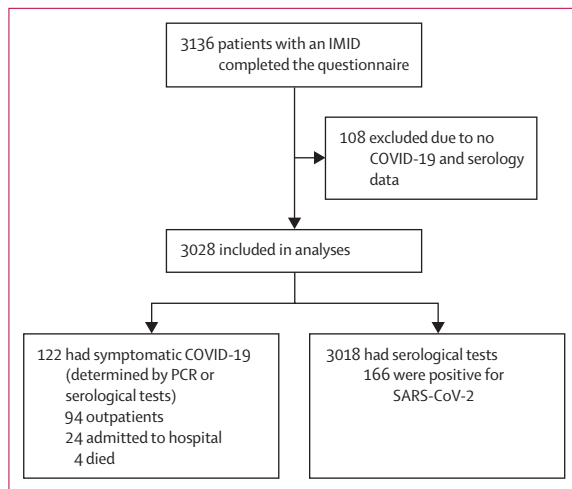 3136 patients with an IMID
completed the questionnaire
108 excluded due to no
COVID-19 and serology
data
3028 included in analyses
122 had symptomatic COVID-19
(determined by PCR or
serological tests)
94 outpatients
24 admitted to hospital
4 died
3018 had serological tests
166 were positive for
SARS-CoV-2